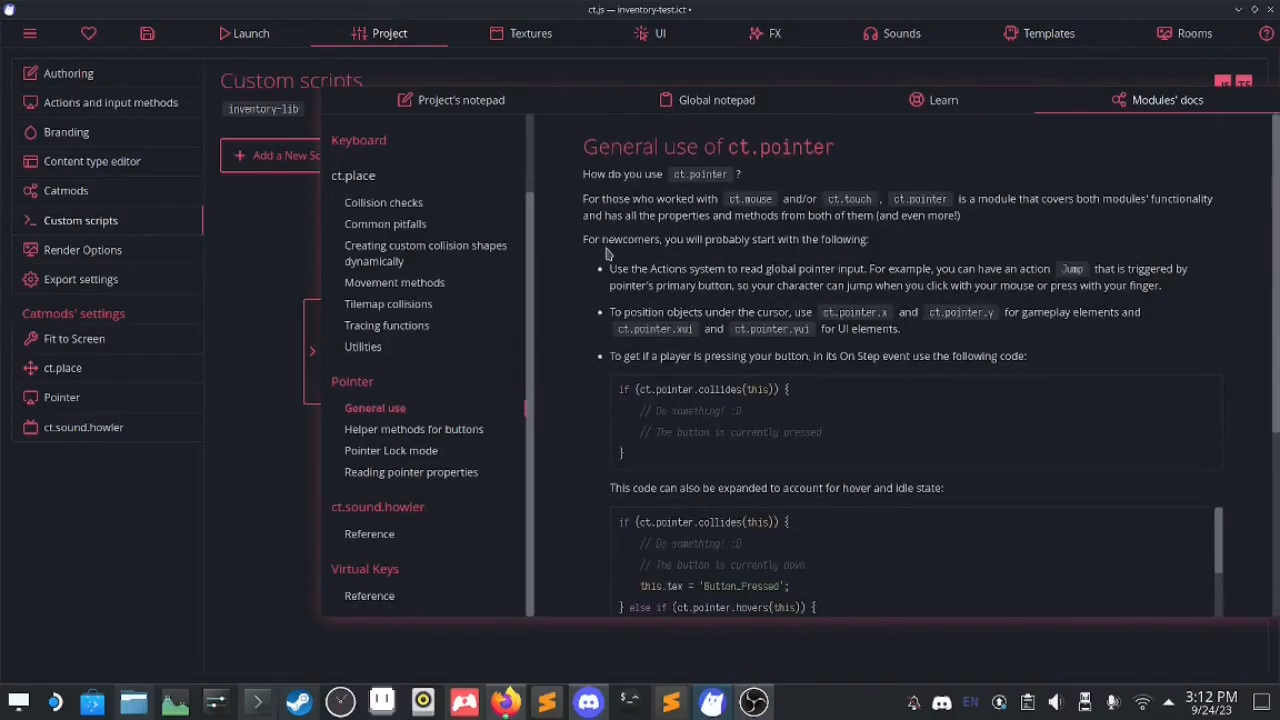 ct.js — inventory-test.ict •
Launch
Project
Textures
UI
FX
Sounds
Templates
Rooms
Authoring
Actions and input methods
Branding
Content type editor
Catmods
Custom scripts
Render Options
Export settings
Catmods' settings
Fit to Screen
ct.place
Pointer
ct.sound.howler
Custom scripts
inventory-lib
JS TS
+ Add a New Sc
Project's notepad
Global notepad
Learn
Modules' docs
Keyboard
ct.place
Collision checks
Common pitfalls
Creating custom collision shapes
dynamically
Movement methods
Tilemap collisions
Tracing functions
Utilities
Pointer
General use
Helper methods for buttons
Pointer Lock mode
Reading pointer properties
ct.sound.howler
Reference
Virtual Keys
Reference
General use of ct.pointer
How do you use ct.pointer ?
For those who worked with ct.mouse and/or ct.touch , ct.pointer is a module that covers both modules' functionality
and has all the properties and methods from both of them (and even more!)
For newcomers, you will probably start with the following:
• Use the Actions system to read global pointer input. For example, you can have an action Jump that is triggered by
pointer's primary button, so your character can jump when you click with your mouse or press with your finger.
• To position objects under the cursor, use ct.pointer.x and ct.pointer.y for gameplay elements and
ct.pointer.xui and ct.pointer.yui for UI elements.
• To get if a player is pressing your button, in its On Step event use the following code:
if (ct.pointer.collides(this)) {
// Do something! :D
// The button is currently pressed
}
This code can also be expanded to account for hover and idle state:
if (ct.pointer.collides(this)) {
// Do something! :D
// The button is currently down
this.tex = 'Button_Pressed';
} else if (ct.pointer.hovers(this)) {
EN
3:12 PM
9/24/23